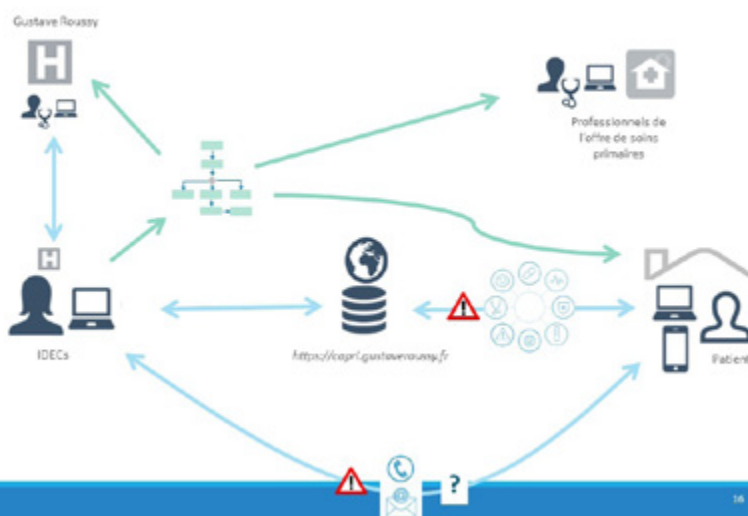 Gustave Roussy
H
Professionnels de
l'offre de soins
primaires
H
IDECs
https://capri.gustaveroussy.fr
Patient
@
?
16